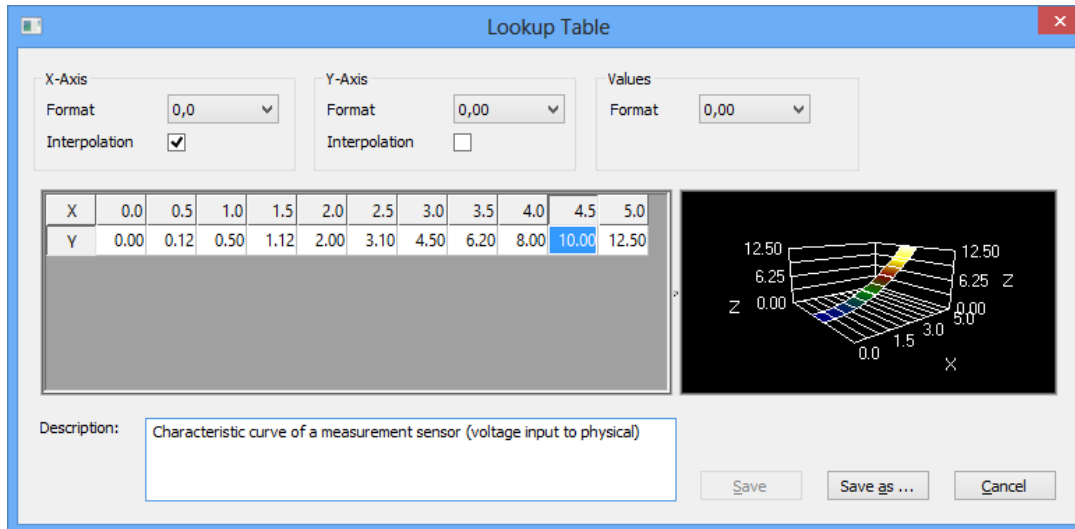 Lookup Table
X-Axis
Format 0,0
Interpolation
Y-Axis
Format 0,00
Interpolation
Values
Format 0,00
X 0.0 0.5 1.0 1.5 2.0 2.5 3.0 3.5 4.0 4.5 5.0
Y 0.00 0.12 0.50 1.12 2.00 3.10 4.50 6.20 8.00 10.00 12.50
12.50 12.50
6.25 6.25 Z
Z 0.00 0.00
5.0
3.0
1.5
0.0
X
Description: Characteristic curve of a measurement sensor (voltage input to physical)
Save Save as ... Cancel